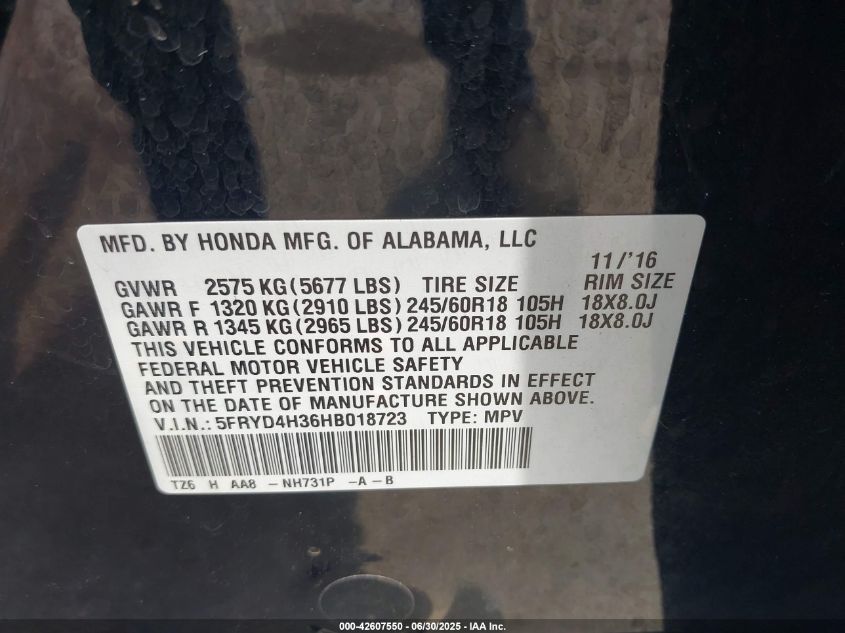 MFD. BY HONDA MFG. OF ALABAMA, LLC
11/'16
GVWR 2575 KG (5677 LBS) TIRE SIZE RIM SIZE
GAWR F 1320 KG (2910 LBS) 245/60R18 105H 18X8.0J
GAWR R 1345 KG (2965 LBS) 245/60R18 105H 18X8.0J
THIS VEHICLE CONFORMS TO ALL APPLICABLE
FEDERAL MOTOR VEHICLE SAFETY
AND THEFT PREVENTION STANDARDS IN EFFECT
ON THE DATE OF MANUFACTURE SHOWN ABOVE.
V.I.N.: 5FRYD4H36HB018723 TYPE: MPV
TZ6 H AA8 - NH731P -A - B
000-42607550 - 06/30/2025 - IAA Inc.